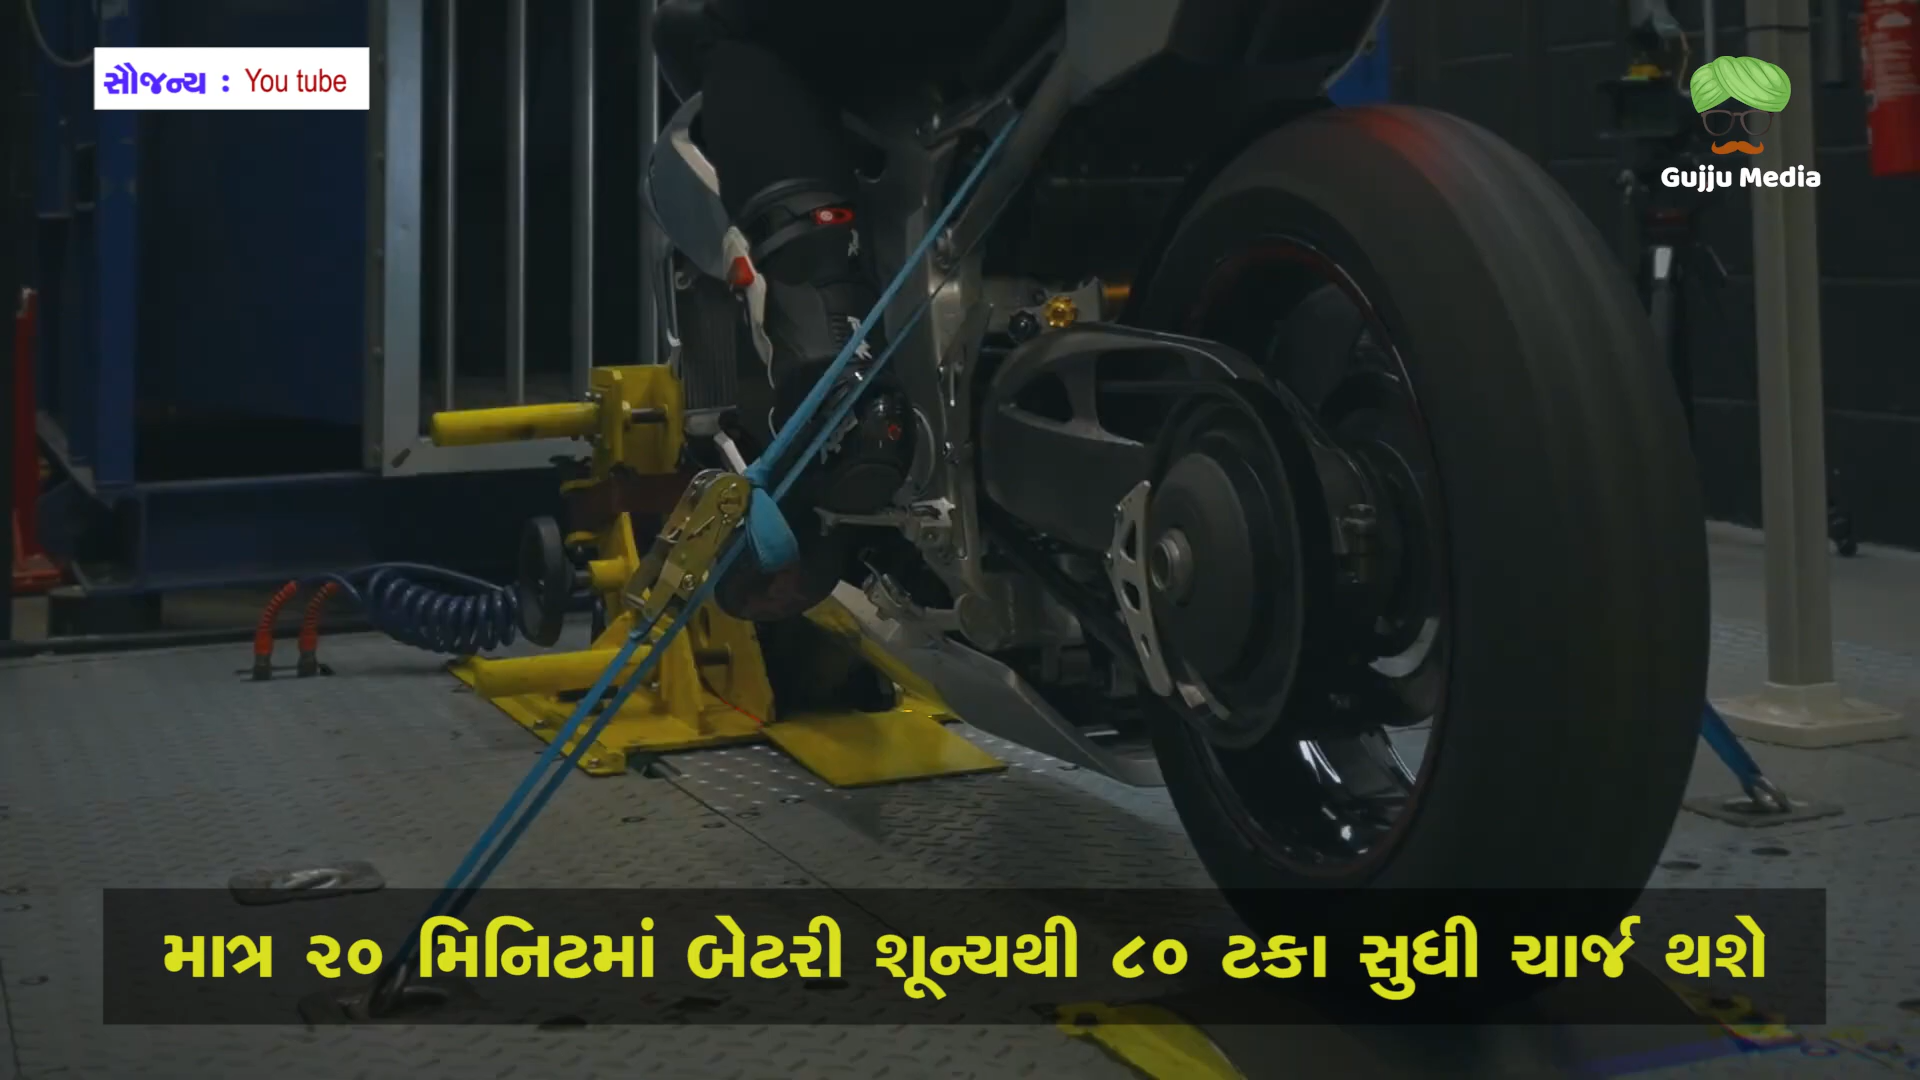 સૌજન્ય : You tube
Gujju Media
માત્ર ૨૦ મિનિટમાં બેટરી શૂન્યથી ૮૦ ટકા સુધી ચાર્જ થશે